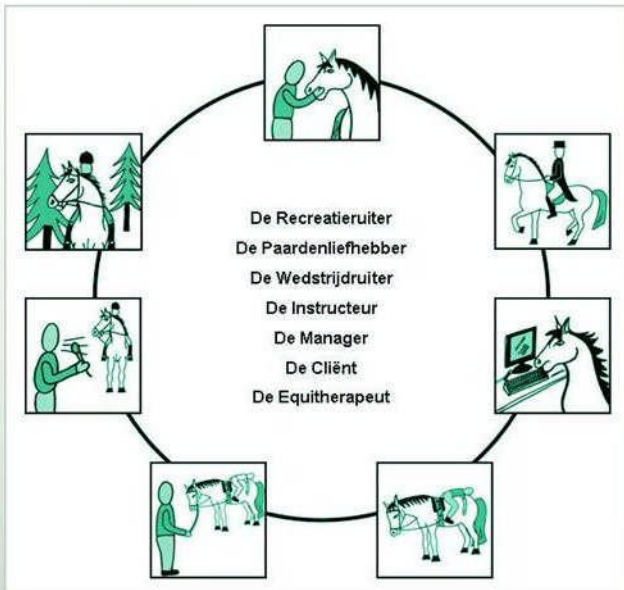 De Recreatieruiter
De Paardenliefhebber
De Wedstrijdruiter
De Instructeur
De Manager
De Cliënt
De Equitherapeut